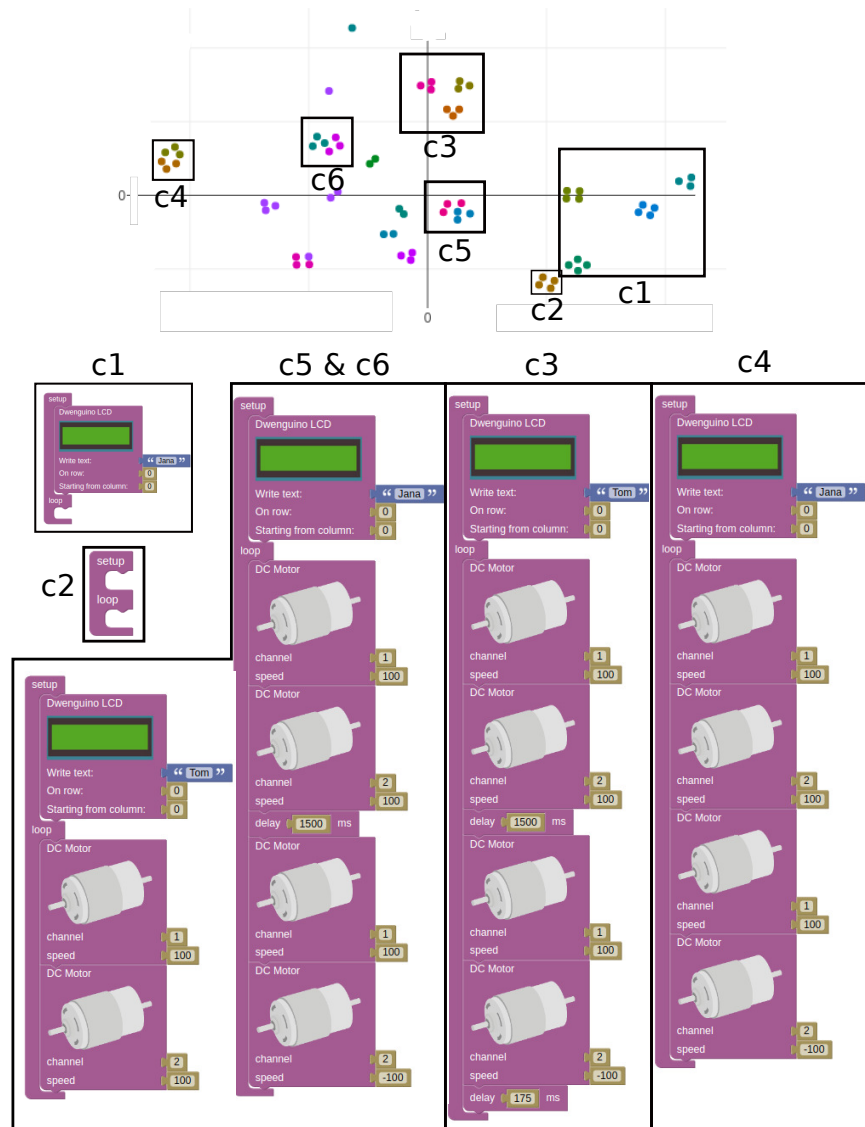 c3
c6
c4
0
c5
c2
c1
0
c1
c5 & c6
c3
c4
setup
Dwenguino LCD
Write text:
“ Jana ”
On row:
0
Starting from column:
0
loop
c2
setup
loop
setup
Dwenguino LCD
Write text:
“ Tom ”
On row:
0
Starting from column:
0
loop
DC Motor
channel
1
speed
100
DC Motor
channel
2
speed
100
setup
Dwenguino LCD
Write text:
“ Jana ”
On row:
0
Starting from column:
0
loop
DC Motor
channel
1
speed
100
DC Motor
channel
2
speed
100
delay 1500 ms
DC Motor
channel
1
speed
100
DC Motor
channel
2
speed
-100
setup
Dwenguino LCD
Write text:
“ Tom ”
On row:
0
Starting from column:
0
loop
DC Motor
channel
1
speed
100
DC Motor
channel
2
speed
100
delay 1500 ms
DC Motor
channel
1
speed
100
DC Motor
channel
2
speed
-100
delay 175 ms
setup
Dwenguino LCD
Write text:
“ Jana ”
On row:
0
Starting from column:
0
loop
DC Motor
channel
1
speed
100
DC Motor
channel
2
speed
100
DC Motor
channel
1
speed
100
DC Motor
channel
2
speed
-100